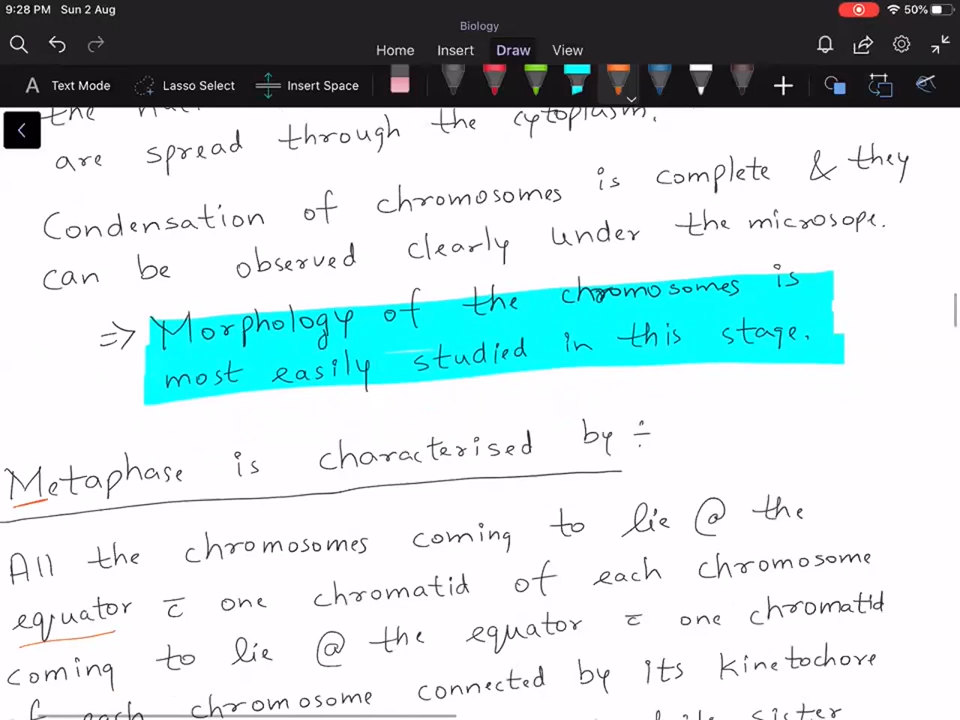 9:28 PM Sun 2 Aug 50%
Biology
Home Insert Draw View
A Text Mode Lasso Select Insert Space
the
are spread through the cytoplasm.
Condensation of chromosomes is complete & they
can be observed clearly under the microsope.
=> Morphology of the chromosomes is
most easily studied in this stage.
Metaphase is characterised by ÷
All the chromosomes coming to lie @ the
equator c̅ one chromatid of each chromosome
coming to lie @ the equator c̅ one chromatid
of each chromosome connected by its kinetochore
sister